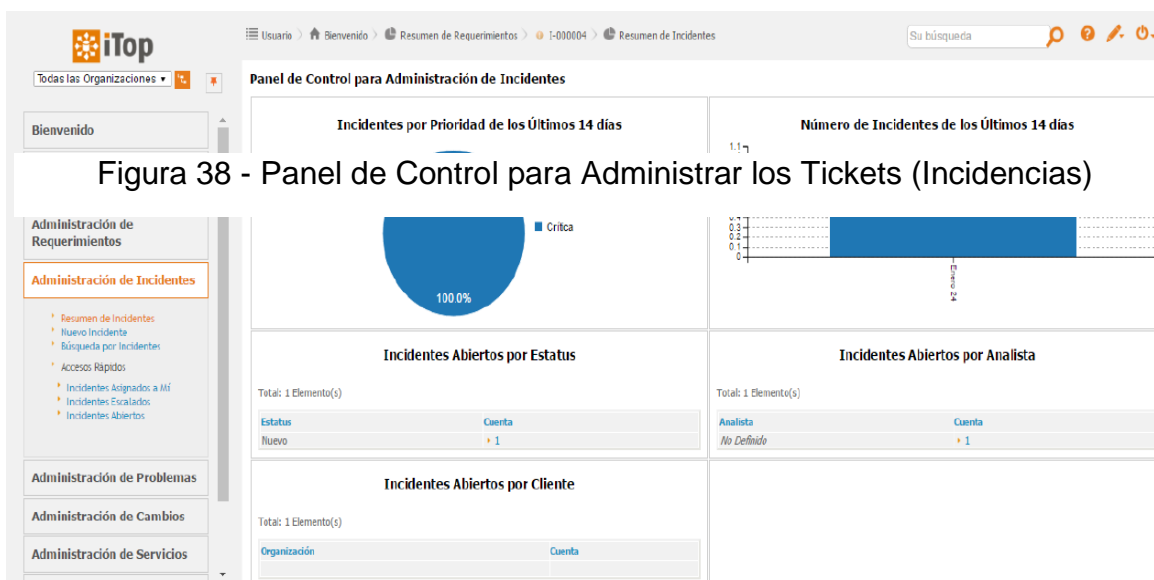 iTop
Usuario > Bienvenido > Resumen de Requerimientos > I-000004 > Resumen de Incidentes
Su búsqueda
Todas las Organizaciones
Panel de Control para Administración de Incidentes
Bienvenido
Incidentes por Prioridad de los Últimos 14 días
Número de Incidentes de los Últimos 14 días
1.1
Figura 38 - Panel de Control para Administrar los Tickets (Incidencias)
Administración de
Requerimientos
Crítica
100.0%
0.3
0.2
0.1
0
Enero 24
Administración de Incidentes
Resumen de Incidentes
Nuevo Incidente
Búsqueda por Incidentes
Accesos Rápidos
Incidentes Asignados a Mí
Incidentes Escalados
Incidentes Abiertos
Incidentes Abiertos por Estatus
Total: 1 Elemento(s)
Estatus Cuenta
Nuevo 1
Incidentes Abiertos por Analista
Total: 1 Elemento(s)
Analista Cuenta
No Definido 1
Administración de Problemas
Administración de Cambios
Administración de Servicios
Incidentes Abiertos por Cliente
Total: 1 Elemento(s)
Organización Cuenta